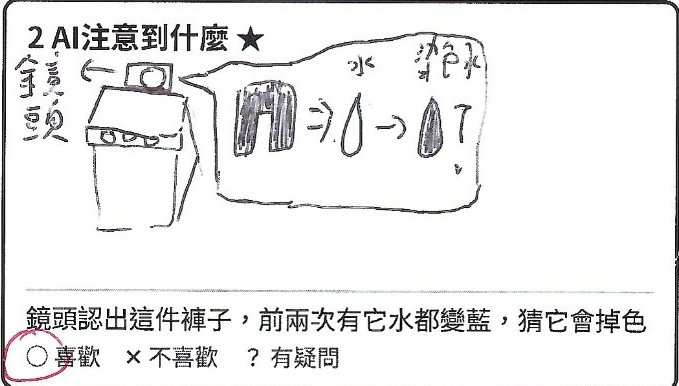 2 AI注意到什麼 ★
鏡頭
水
染色水
?
鏡頭認出這件褲子，前兩次有它水都變藍，猜它會掉色
○ 喜歡 × 不喜歡 ? 有疑問